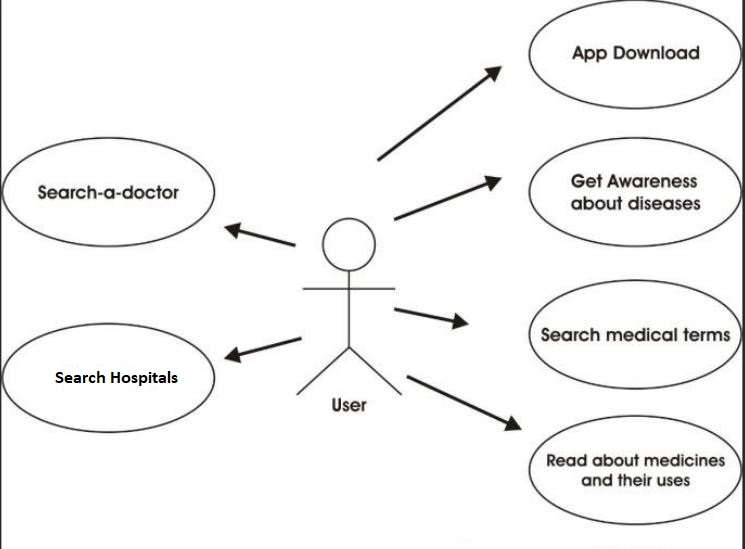 App Download
Get Awareness
about diseases
Search-a-doctor
Search medical terms
Search Hospitals
User
Read about medicines
and their uses